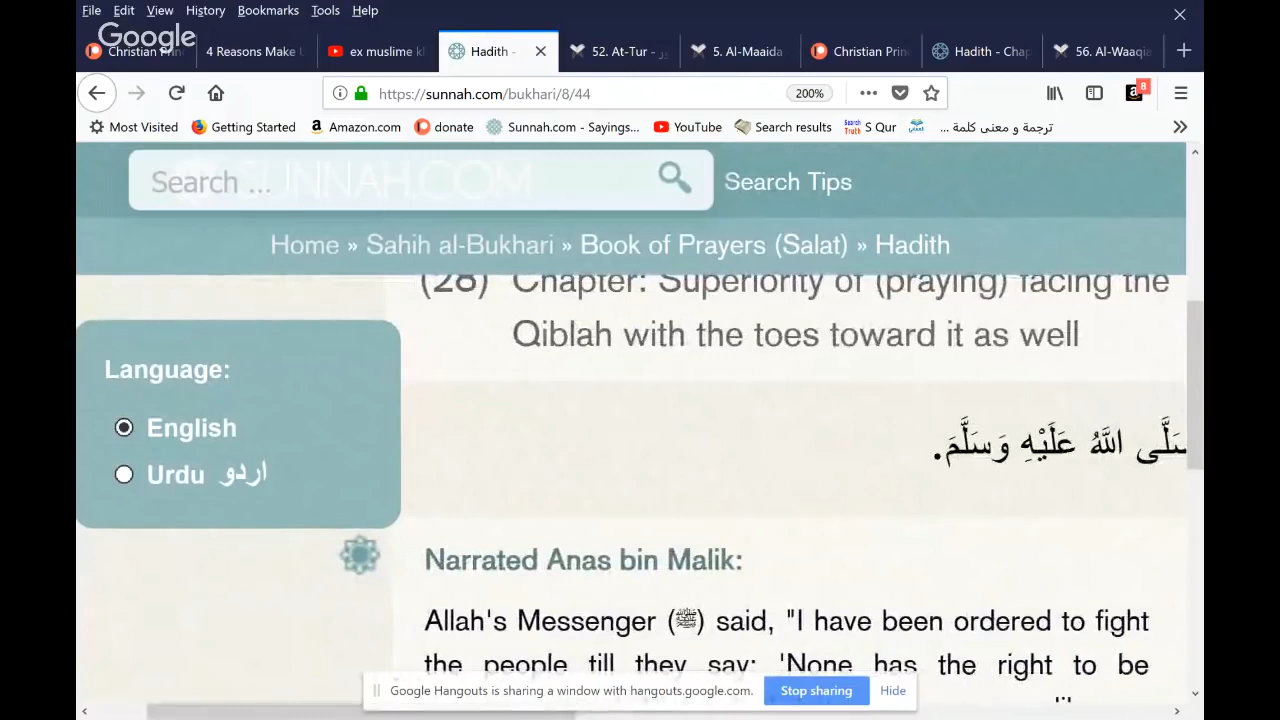 File Edit View History Bookmarks Tools Help
Google
Christian Prin
4 Reasons Make
ex muslime
Hadith -
52. At-Tur -
5. Al-Maaida
Christian Prin
Hadith - Chap
56. Al-Waaqia
https://sunnah.com/bukhari/8/44
200%
8
Most Visited Getting Started Amazon.com donate Sunnah.com - Sayings... YouTube Search results S Qur ترجمة و معنى كلمة ...
Search ...
SUNNAH.COM
Search Tips
Home » Sahih al-Bukhari » Book of Prayers (Salat) » Hadith
(28) Chapter: Superiority of (praying) facing the
Qiblah with the toes toward it as well
Language:
English
Urdu اردو
صَلَّى اللَّهُ عَلَيْهِ وَسَلَّمَ.
Narrated Anas bin Malik:
Allah's Messenger (ﷺ) said, "I have been ordered to fight
the people till they say: 'None has the right to be
Google Hangouts is sharing a window with hangouts.google.com. Stop sharing Hide